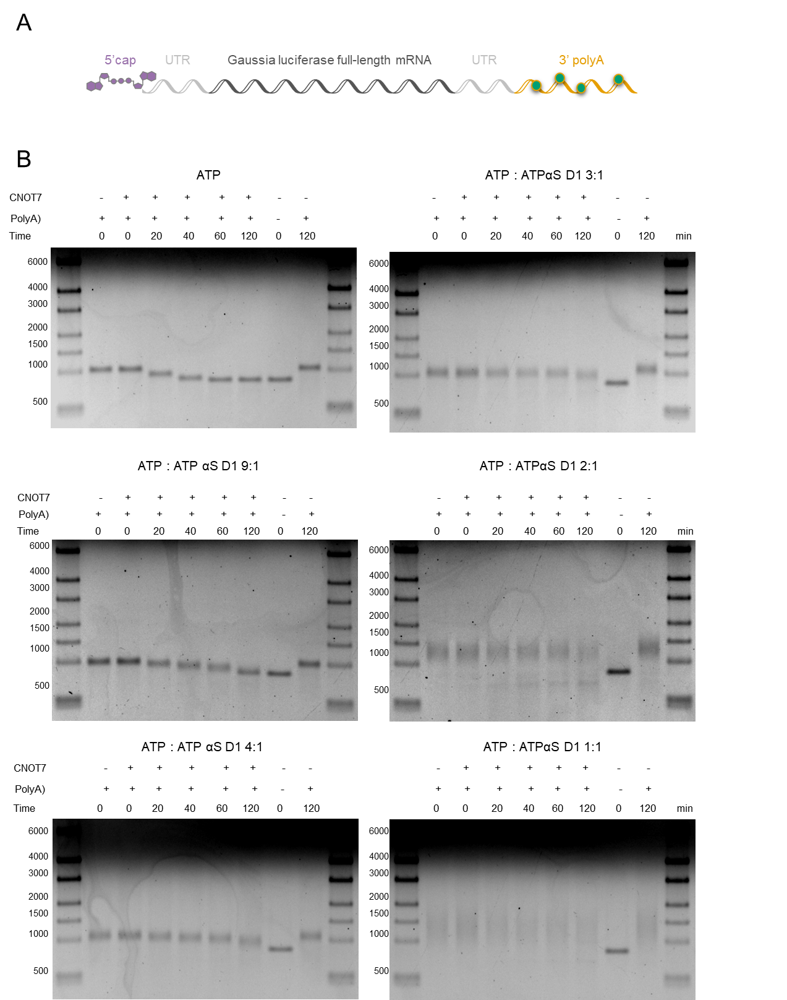 A
5'cap UTR Gaussia luciferase full-length mRNA UTR 3' polyA
B
ATP
CNOT7 - + + + + + - -
PolyA) + + + + + + - +
Time 0 0 20 40 60 120 0 120
6000
4000
3000
2000
1500
1000
500
ATP : ATPαS D1 3:1
- + + + + + - -
+ + + + + + - +
0 0 20 40 60 120 0 120 min
6000
4000
3000
2000
1500
1000
500
ATP : ATP αS D1 9:1
CNOT7 - + + + + + - -
PolyA) + + + + + + - +
Time 0 0 20 40 60 120 0 120
6000
4000
3000
2000
1500
1000
500
ATP : ATPαS D1 2:1
- + + + + + - -
+ + + + + + - +
0 0 20 40 60 120 0 120 min
6000
4000
3000
2000
1500
1000
500
ATP : ATP αS D1 4:1
CNOT7 - + + + + + - -
PolyA) + + + + + + - +
Time 0 0 20 40 60 120 0 120
6000
4000
3000
2000
1500
1000
500
ATP : ATPαS D1 1:1
- + + + + + - -
+ + + + + + - +
0 0 20 40 60 120 0 120 min
6000
4000
3000
2000
1500
1000
500